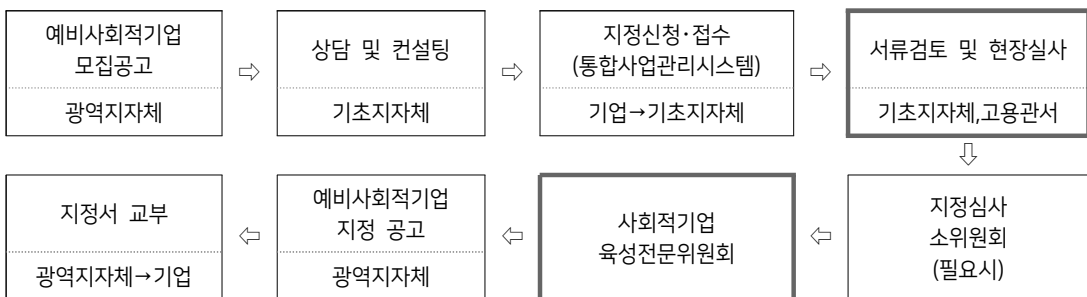 예비사회적기업
모집공고
광역지자체
⇨
상담 및 컨설팅
기초지자체
⇨
지정신청·접수
(통합사업관리시스템)
기업→기초지자체
⇨
서류검토 및 현장실사
기초지자체,고용관서
⇩
지정심사
소위원회
(필요시)
⇦
사회적기업
육성전문위원회
⇦
예비사회적기업
지정 공고
광역지자체
⇦
지정서 교부
광역지자체→기업